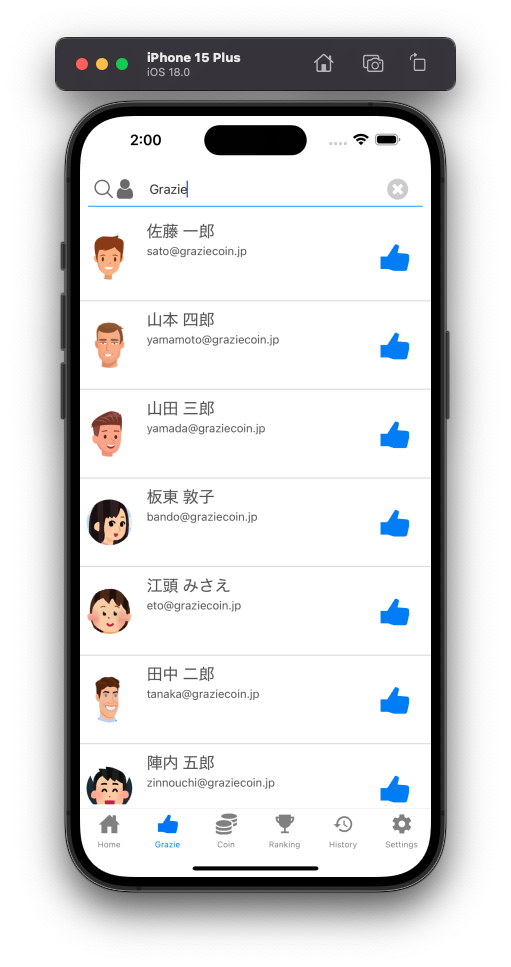 iPhone 15 Plus
iOS 18.0
2:00
Grazie
佐藤 一郎
sato@graziecoin.jp
山本 四郎
yamamoto@graziecoin.jp
山田 三郎
yamada@graziecoin.jp
板東 敦子
bando@graziecoin.jp
江頭 みさえ
eto@graziecoin.jp
田中 二郎
tanaka@graziecoin.jp
陣内 五郎
zinnouchi@graziecoin.jp
Home Grazie Coin Ranking History Settings